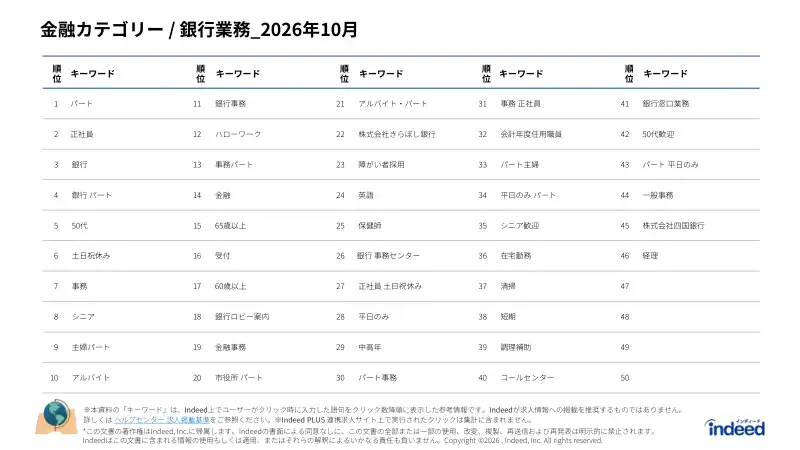 金融カテゴリー / 銀行業務_2026年10月
順位 キーワード 順位 キーワード 順位 キーワード 順位 キーワード 順位 キーワード
1 パート 11 銀行事務 21 アルバイト・パート 31 事務 正社員 41 銀行窓口業務
2 正社員 12 ハローワーク 22 株式会社きらぼし銀行 32 会計年度任用職員 42 50代歓迎
3 銀行 13 事務パート 23 障がい者採用 33 パート主婦 43 パート 平日のみ
4 銀行 パート 14 金融 24 英語 34 平日のみ パート 44 一般事務
5 50代 15 65歳以上 25 保健師 35 シニア歓迎 45 株式会社四国銀行
6 土日祝休み 16 受付 26 銀行 事務センター 36 在宅勤務 46 経理
7 事務 17 60歳以上 27 正社員 土日祝休み 37 清掃 47
8 シニア 18 銀行ロビー案内 28 平日のみ 38 短期 48
9 主婦パート 19 金融事務 29 中高年 39 調理補助 49
10 アルバイト 20 市役所 パート 30 パート事務 40 コールセンター 50
※本資料の「キーワード」は、Indeed上でユーザーがクリック時に入力した語句をクリック数降順に表示した参考情報です。Indeedが求人情報への掲載を推奨するものではありません。
詳しくは ヘルプセンター 求人掲載基準をご参照ください。※Indeed PLUS 連携求人サイト上で実行されたクリックは集計に含まれません。
*この文書の著作権はIndeed, Inc.に帰属します。Indeedの書面による同意なしに、この文書の全部または一部の使用、改変、複製、再送信および再発表は明示的に禁止されます。
Indeedはこの文書に含まれる情報の使用もしくは適用、またはそれらの解釈によるいかなる責任も負いません。Copyright ©2026 , Indeed, Inc. All rights reserved.
インディード
indeed